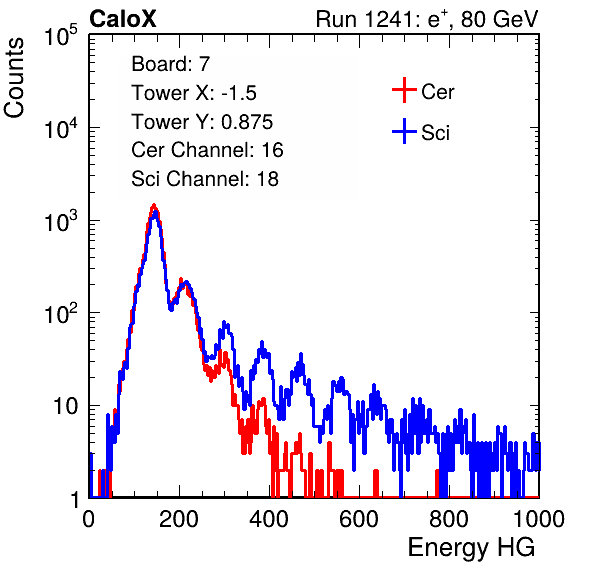 CaloX Run 1241: e⁺, 80 GeV
Counts
10⁵
10⁴
10³
10²
10
1
Board: 7
Tower X: -1.5
Tower Y: 0.875
Cer Channel: 16
Sci Channel: 18
Cer
Sci
0 200 400 600 800 1000
Energy HG